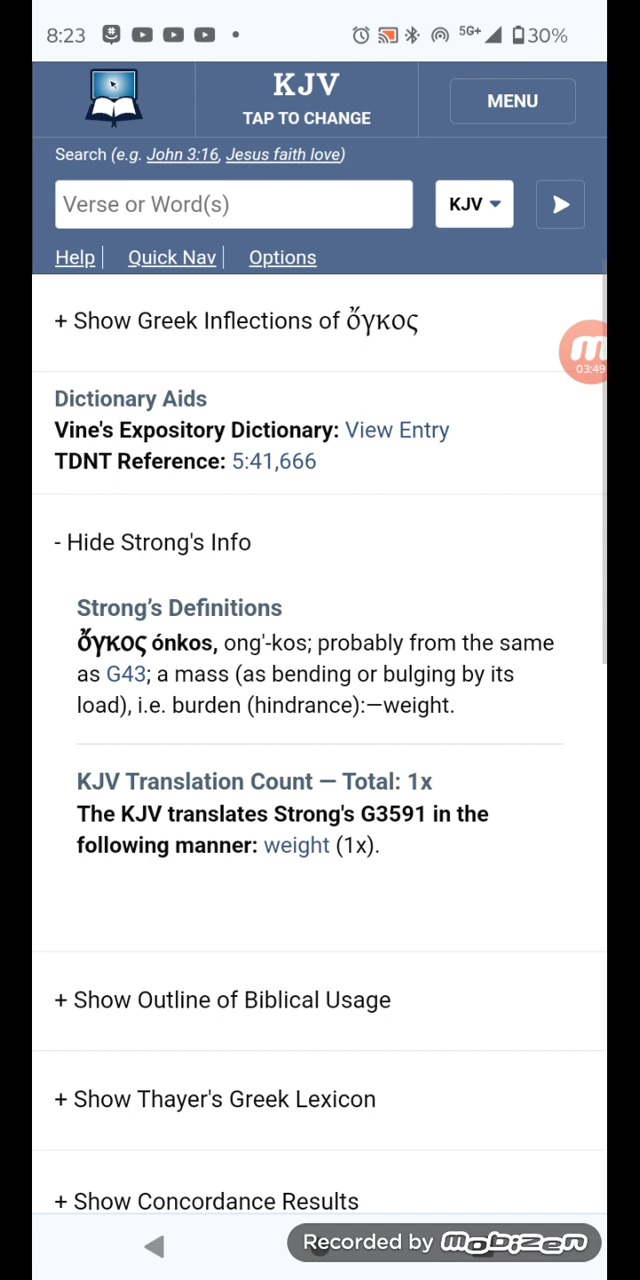 8:23 5G+ 30%
KJV
TAP TO CHANGE
MENU
Search (e.g. John 3:16, Jesus faith love)
Verse or Word(s)
KJV
Help
Quick Nav
Options
+ Show Greek Inflections of ὄγκος
03:49
Dictionary Aids
Vine's Expository Dictionary: View Entry
TDNT Reference: 5:41,666
- Hide Strong's Info
Strong’s Definitions
ὄγκος ónkos, ong'-kos; probably from the same
as G43; a mass (as bending or bulging by its
load), i.e. burden (hindrance):—weight.
KJV Translation Count — Total: 1x
The KJV translates Strong's G3591 in the
following manner: weight (1x).
+ Show Outline of Biblical Usage
+ Show Thayer's Greek Lexicon
+ Show Concordance Results
Recorded by mobizen